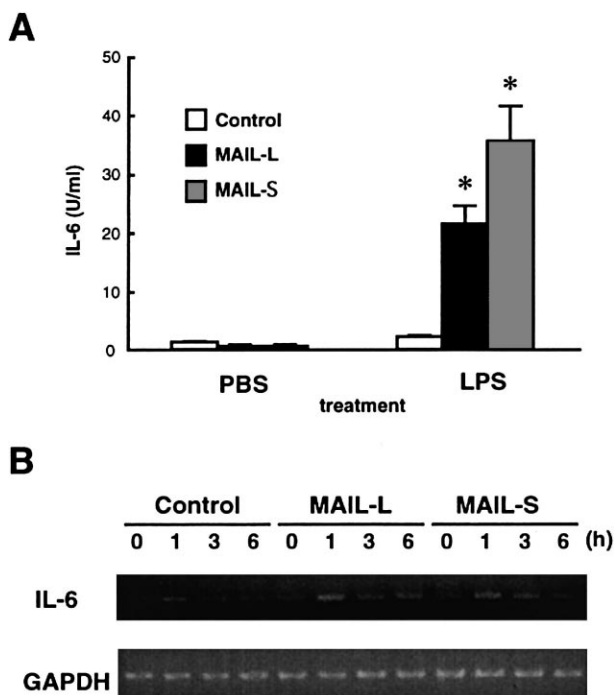 A
50
40
30
20
10
0
IL-6 (U/ml)
Control
MAIL-L
MAIL-S
*
*
PBS
LPS
treatment
B
Control MAIL-L MAIL-S
0 1 3 6 0 1 3 6 0 1 3 6 (h)
IL-6
GAPDH